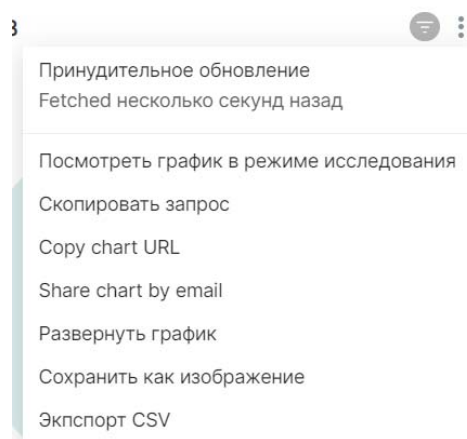 Принудительное обновление
Fetched несколько секунд назад
Посмотреть график в режиме исследования
Скопировать запрос
Copy chart URL
Share chart by email
Развернуть график
Сохранить как изображение
Экпспорт CSV